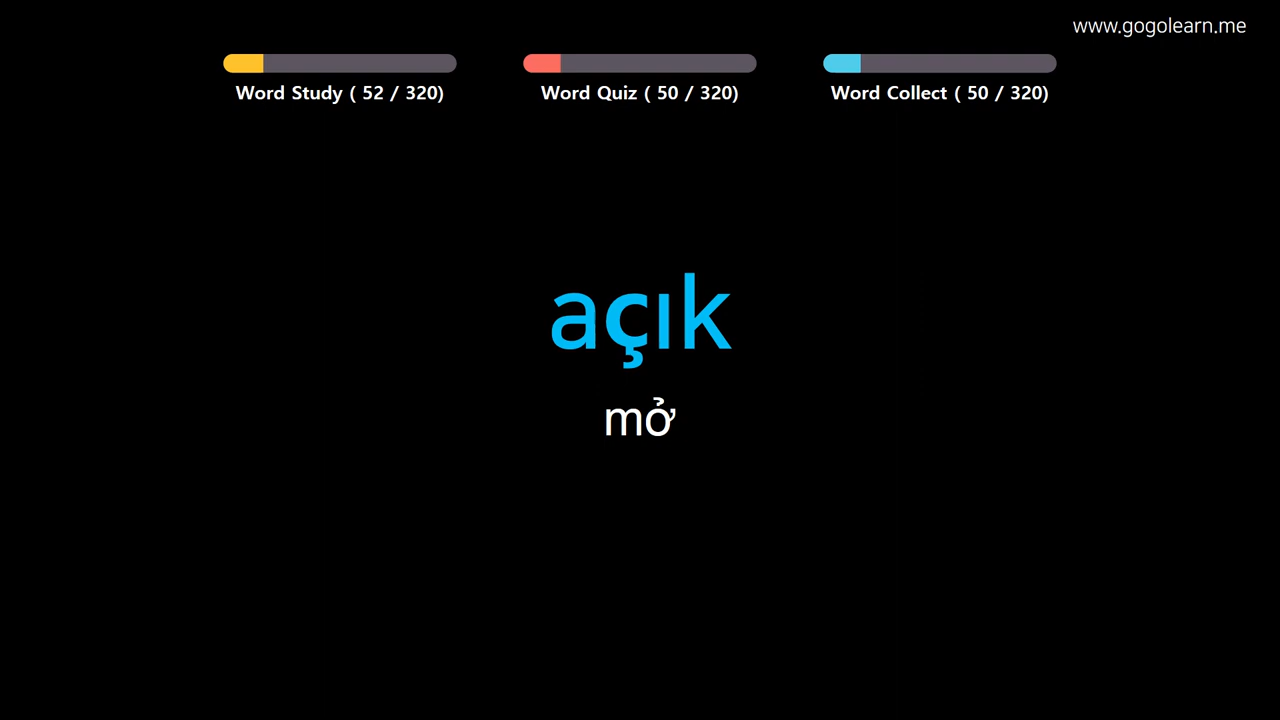 www.gogolearn.me
Word Study ( 52 / 320)
Word Quiz ( 50 / 320)
Word Collect ( 50 / 320)
açık
mở